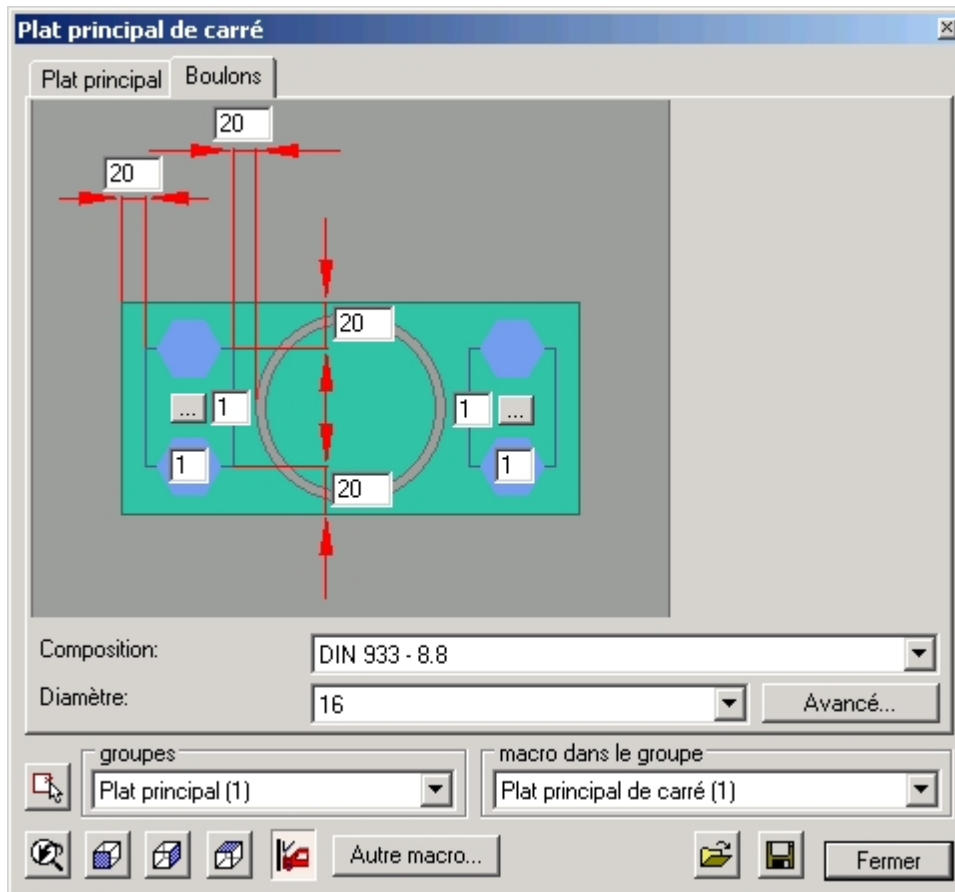 Plat principal de carré
Plat principal Boulons
20
20
20
... 1 1 ...
1 1
20
Composition: DIN 933 - 8.8
Diamètre: 16 Avancé...
groupes macro dans le groupe
Plat principal (1) Plat principal de carré (1)
Autre macro... Fermer